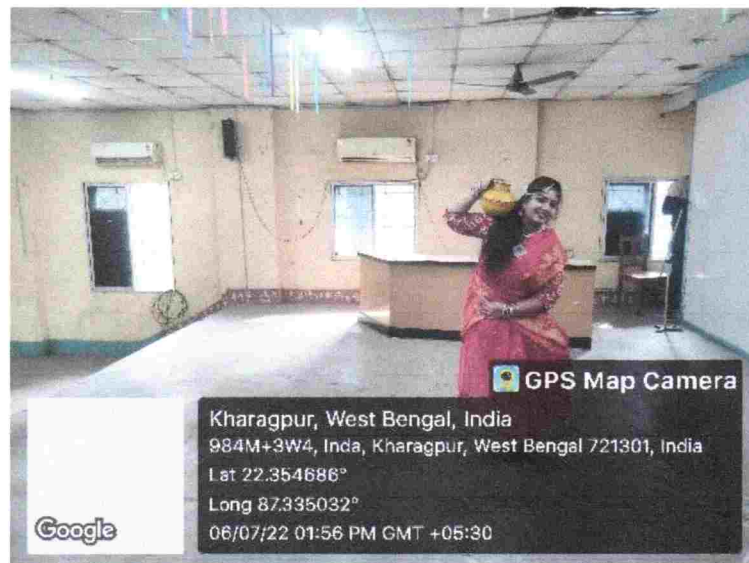 GPS Map Camera
Kharagpur, West Bengal, India
984M+3W4, Inda, Kharagpur, West Bengal 721301, India
Lat 22.354686°
Long 87.335032°
06/07/22 01:56 PM GMT +05:30
Google